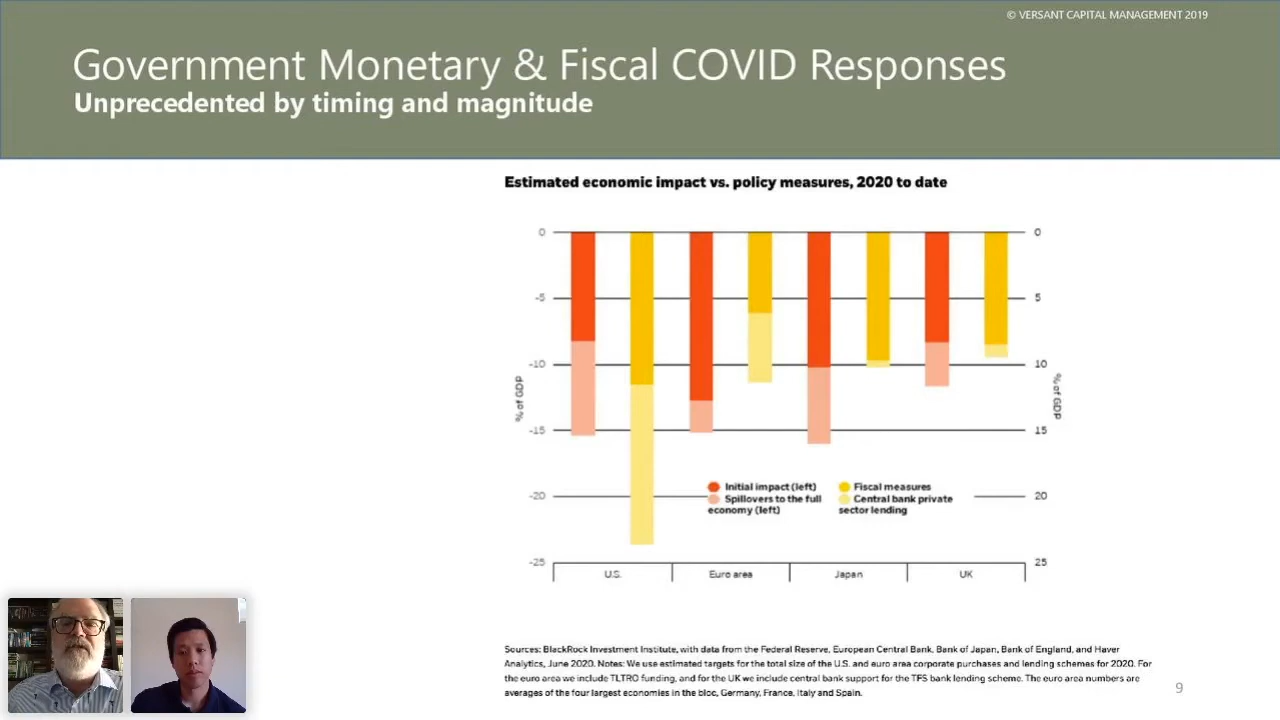 © VERSANT CAPITAL MANAGEMENT 2019
Government Monetary & Fiscal COVID Responses
Unprecedented by timing and magnitude
Estimated economic impact vs. policy measures, 2020 to date
0
-5
-10
-15
-20
-25
% of GDP
0
5
10
15
20
25
% of GDP
Initial impact (left)
Spillovers to the full
economy (left)
Fiscal measures
Central bank private
sector lending
U.S.
Euro area
Japan
UK
Sources: BlackRock Investment Institute, with data from the Federal Reserve, European Central Bank, Bank of Japan, Bank of England, and Haver
Analytics, June 2020. Notes: We use estimated targets for the total size of the U.S. and euro area corporate purchases and lending schemes for 2020. For
the euro area we include TLTRO funding, and for the UK we include central bank support for the TFS bank lending scheme. The euro area numbers are
averages of the four largest economies in the bloc, Germany, France, Italy and Spain.
9